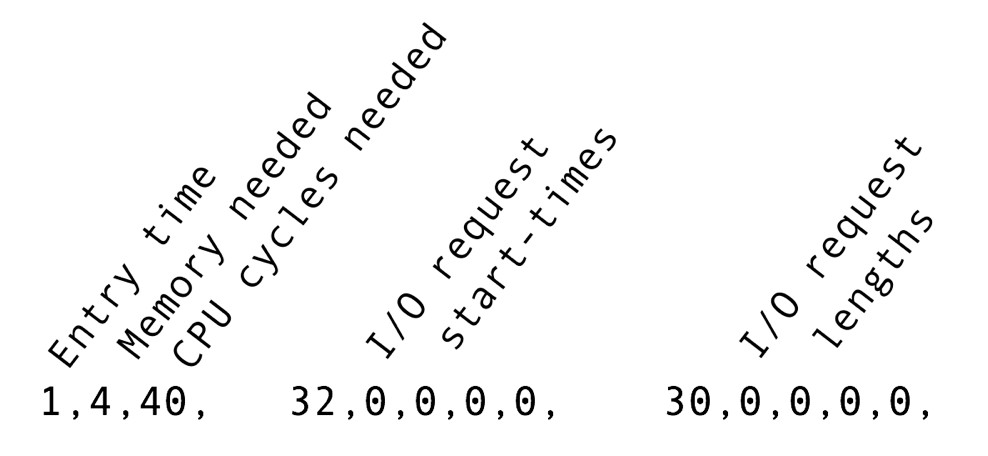 Entry time
Memory needed
CPU cycles needed
I/O request
start-times
I/O request
lengths
1,4,40, 32,0,0,0,0, 30,0,0,0,0,